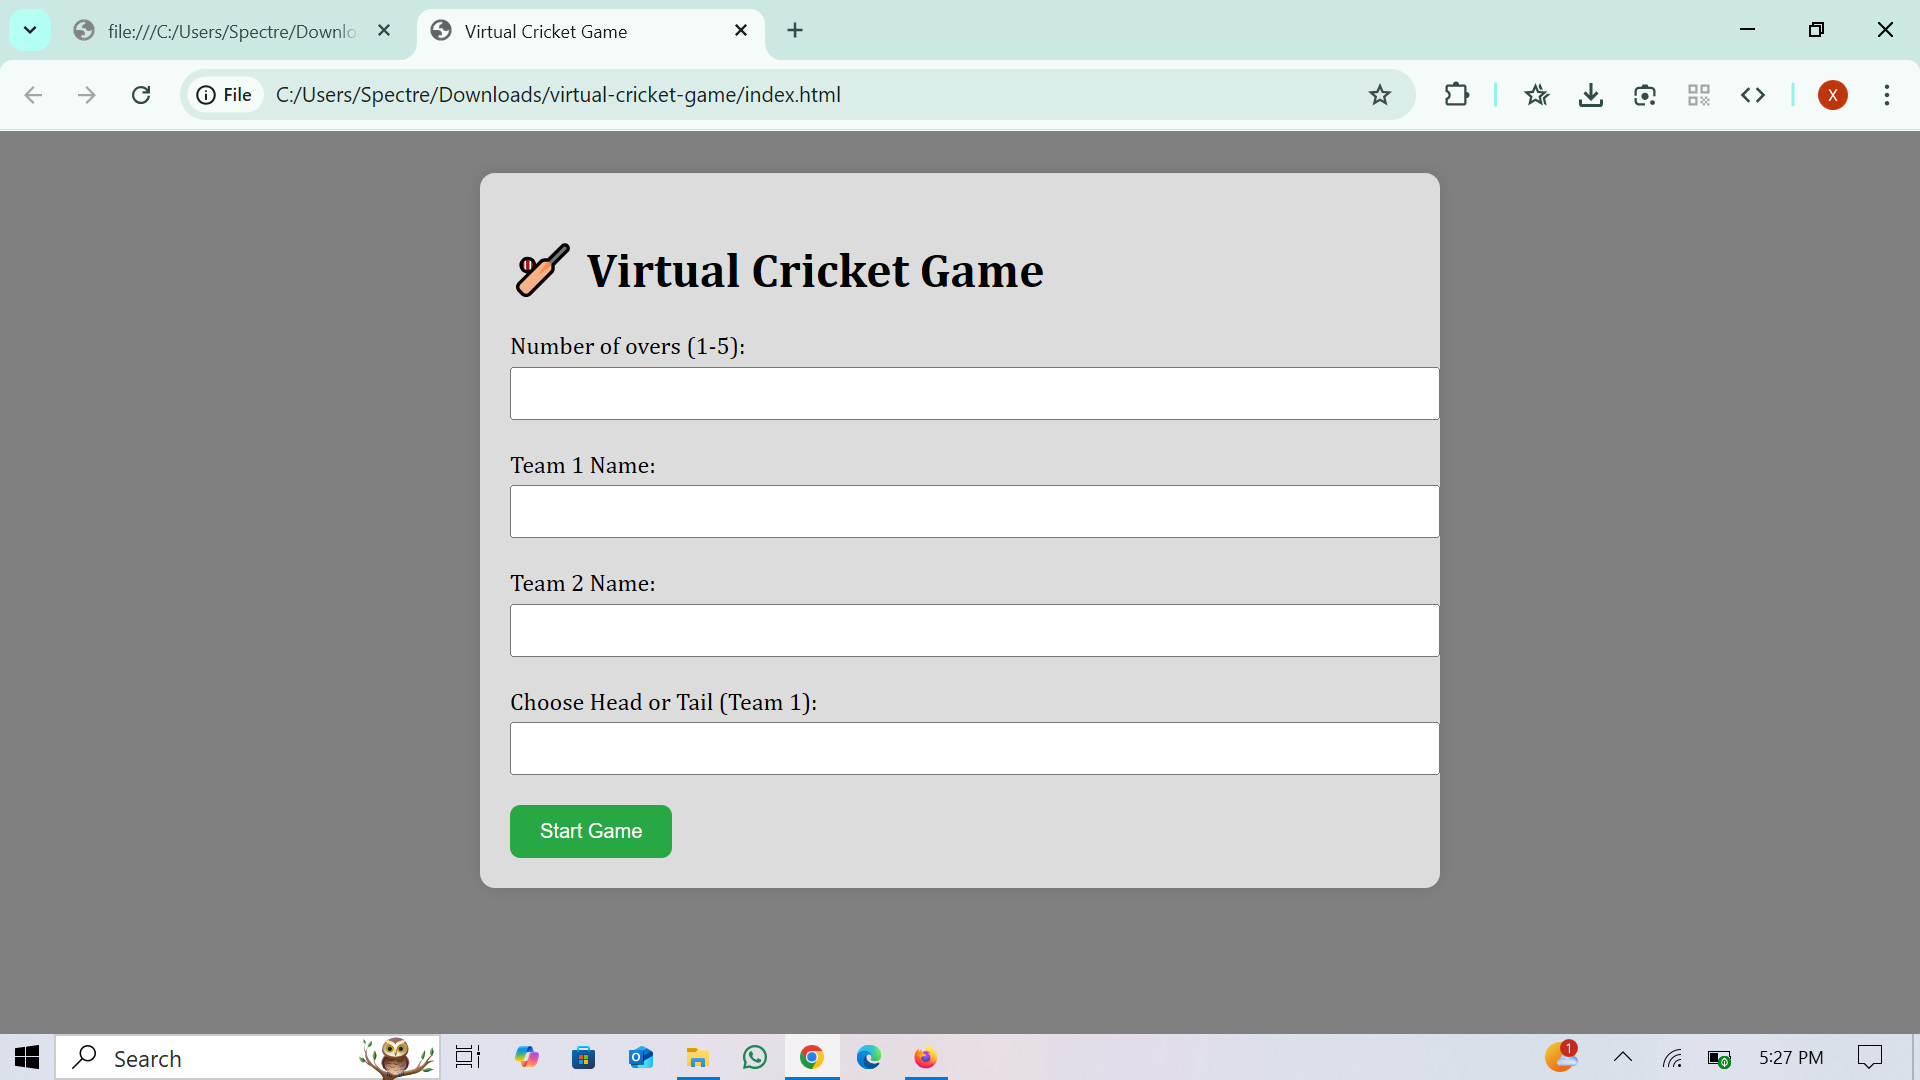 file:///C:/Users/Spectre/Downlo
Virtual Cricket Game
File
C:/Users/Spectre/Downloads/virtual-cricket-game/index.html
X
Virtual Cricket Game
Number of overs (1-5):
Team 1 Name:
Team 2 Name:
Choose Head or Tail (Team 1):
Start Game
Search
1
5:27 PM